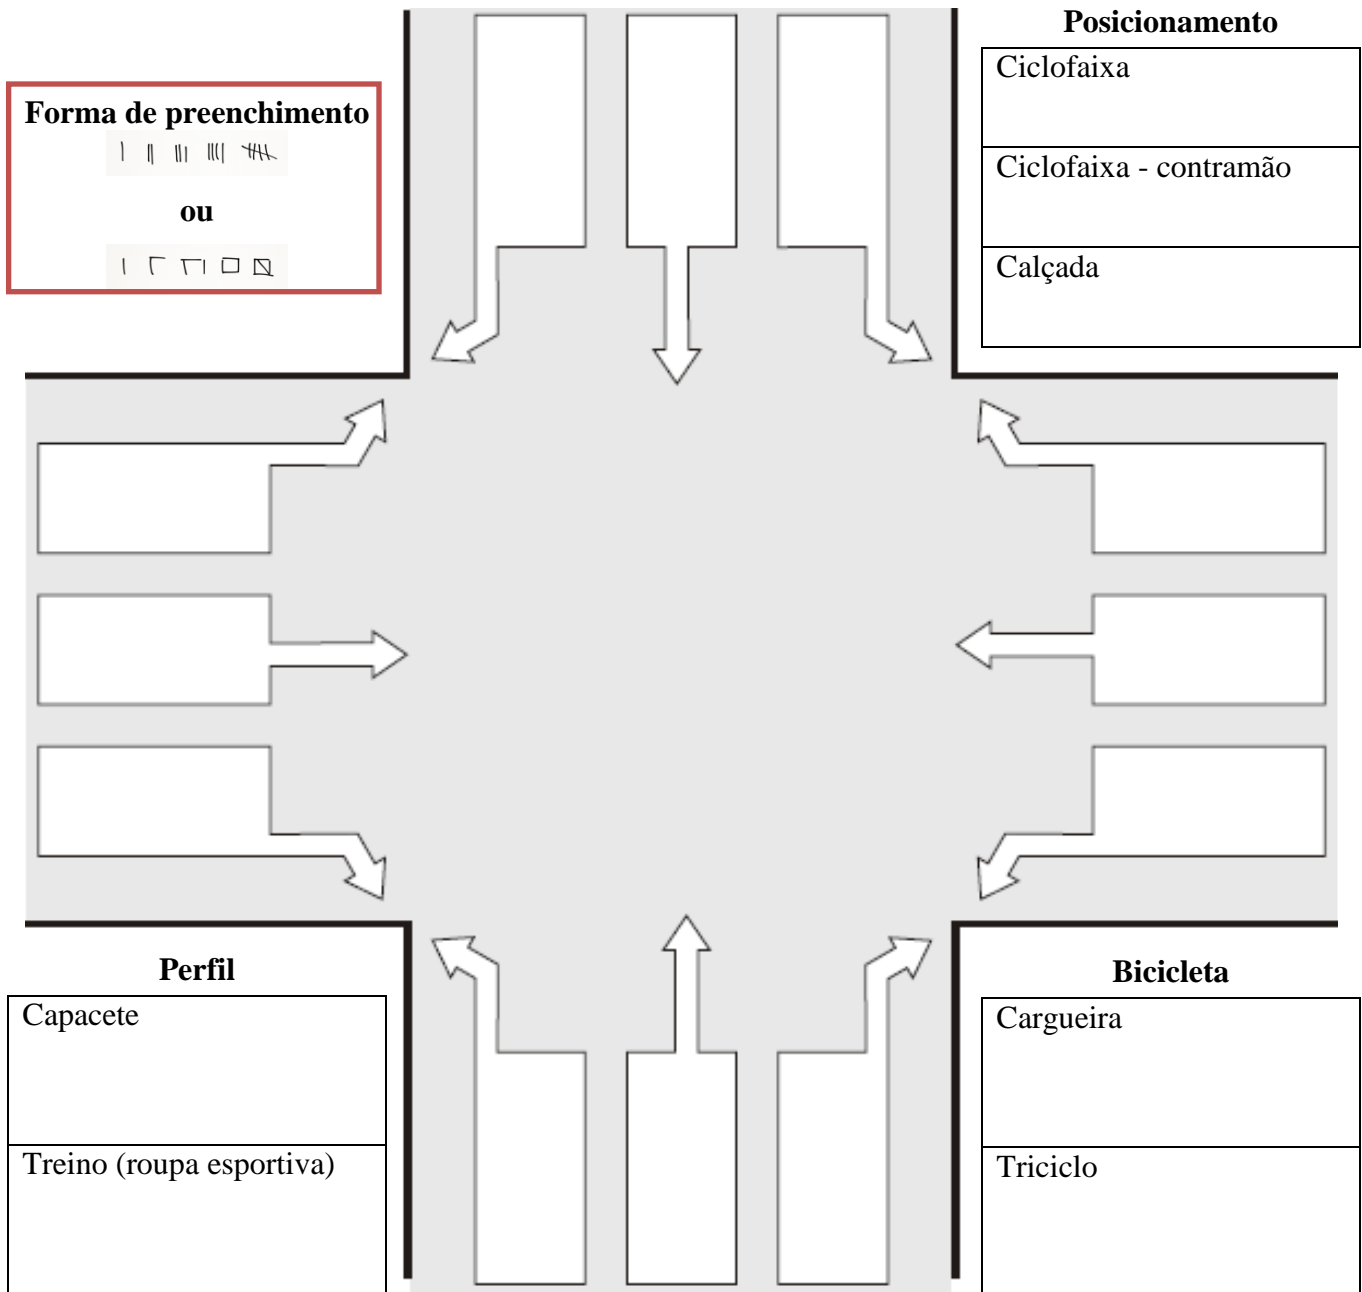 Posicionamento
Ciclofaixa
Ciclofaixa - contramão
Calçada
Forma de preenchimento
ou
Perfil
Capacete
Treino (roupa esportiva)
Bicicleta
Cargueira
Triciclo